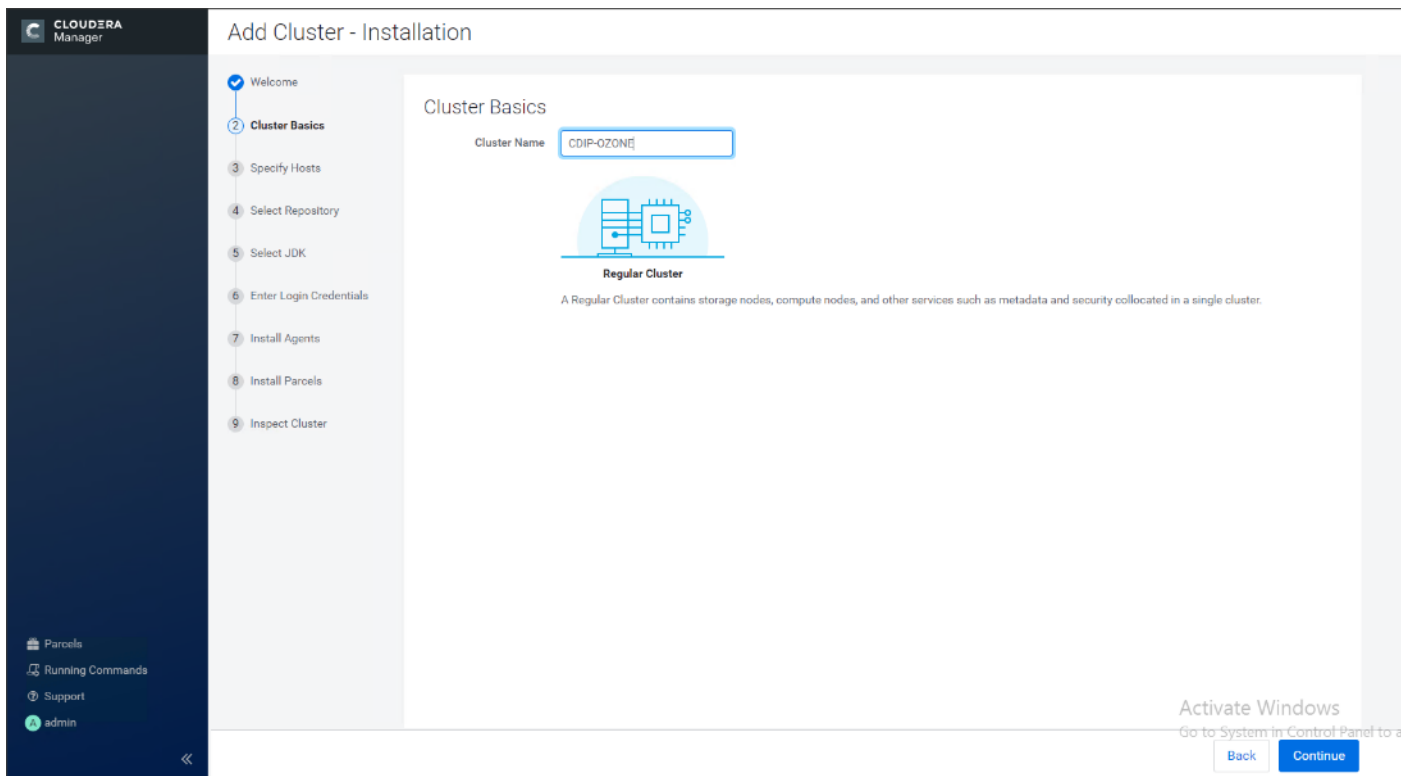 CLOUDERA
Manager
Add Cluster - Installation
Welcome
2 Cluster Basics
3 Specify Hosts
4 Select Repository
5 Select JDK
6 Enter Login Credentials
7 Install Agents
8 Install Parcels
9 Inspect Cluster
Cluster Basics
Cluster Name CDIP-OZONE
Regular Cluster
A Regular Cluster contains storage nodes, compute nodes, and other services such as metadata and security collocated in a single cluster.
Parcels
Running Commands
Support
A admin
Activate Windows
Go to System in Control Panel to a
Back Continue